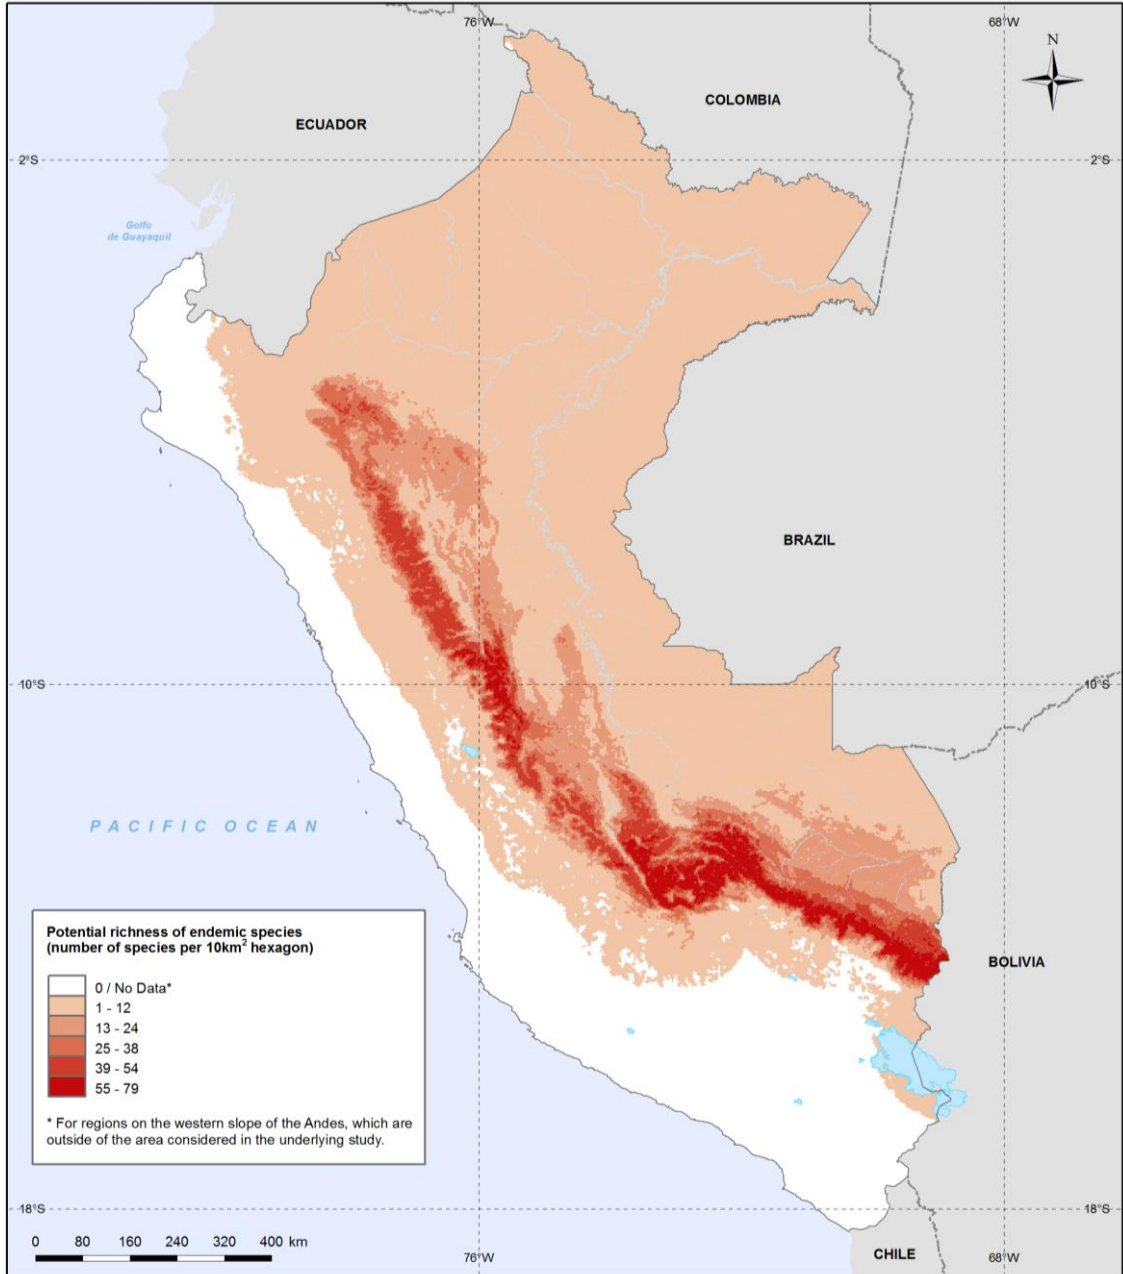 76°W
68°W
N
COLOMBIA
ECUADOR
2°S
2°S
Golfo
de Guayaquil
BRAZIL
10°S
10°S
PACIFIC OCEAN
BOLIVIA
Potential richness of endemic species
(number of species per 10km² hexagon)
0 / No Data*
1 - 12
13 - 24
25 - 38
39 - 54
55 - 79
* For regions on the western slope of the Andes, which are
outside of the area considered in the underlying study.
18°S
18°S
0 80 160 240 320 400 km
76°W
68°W
CHILE